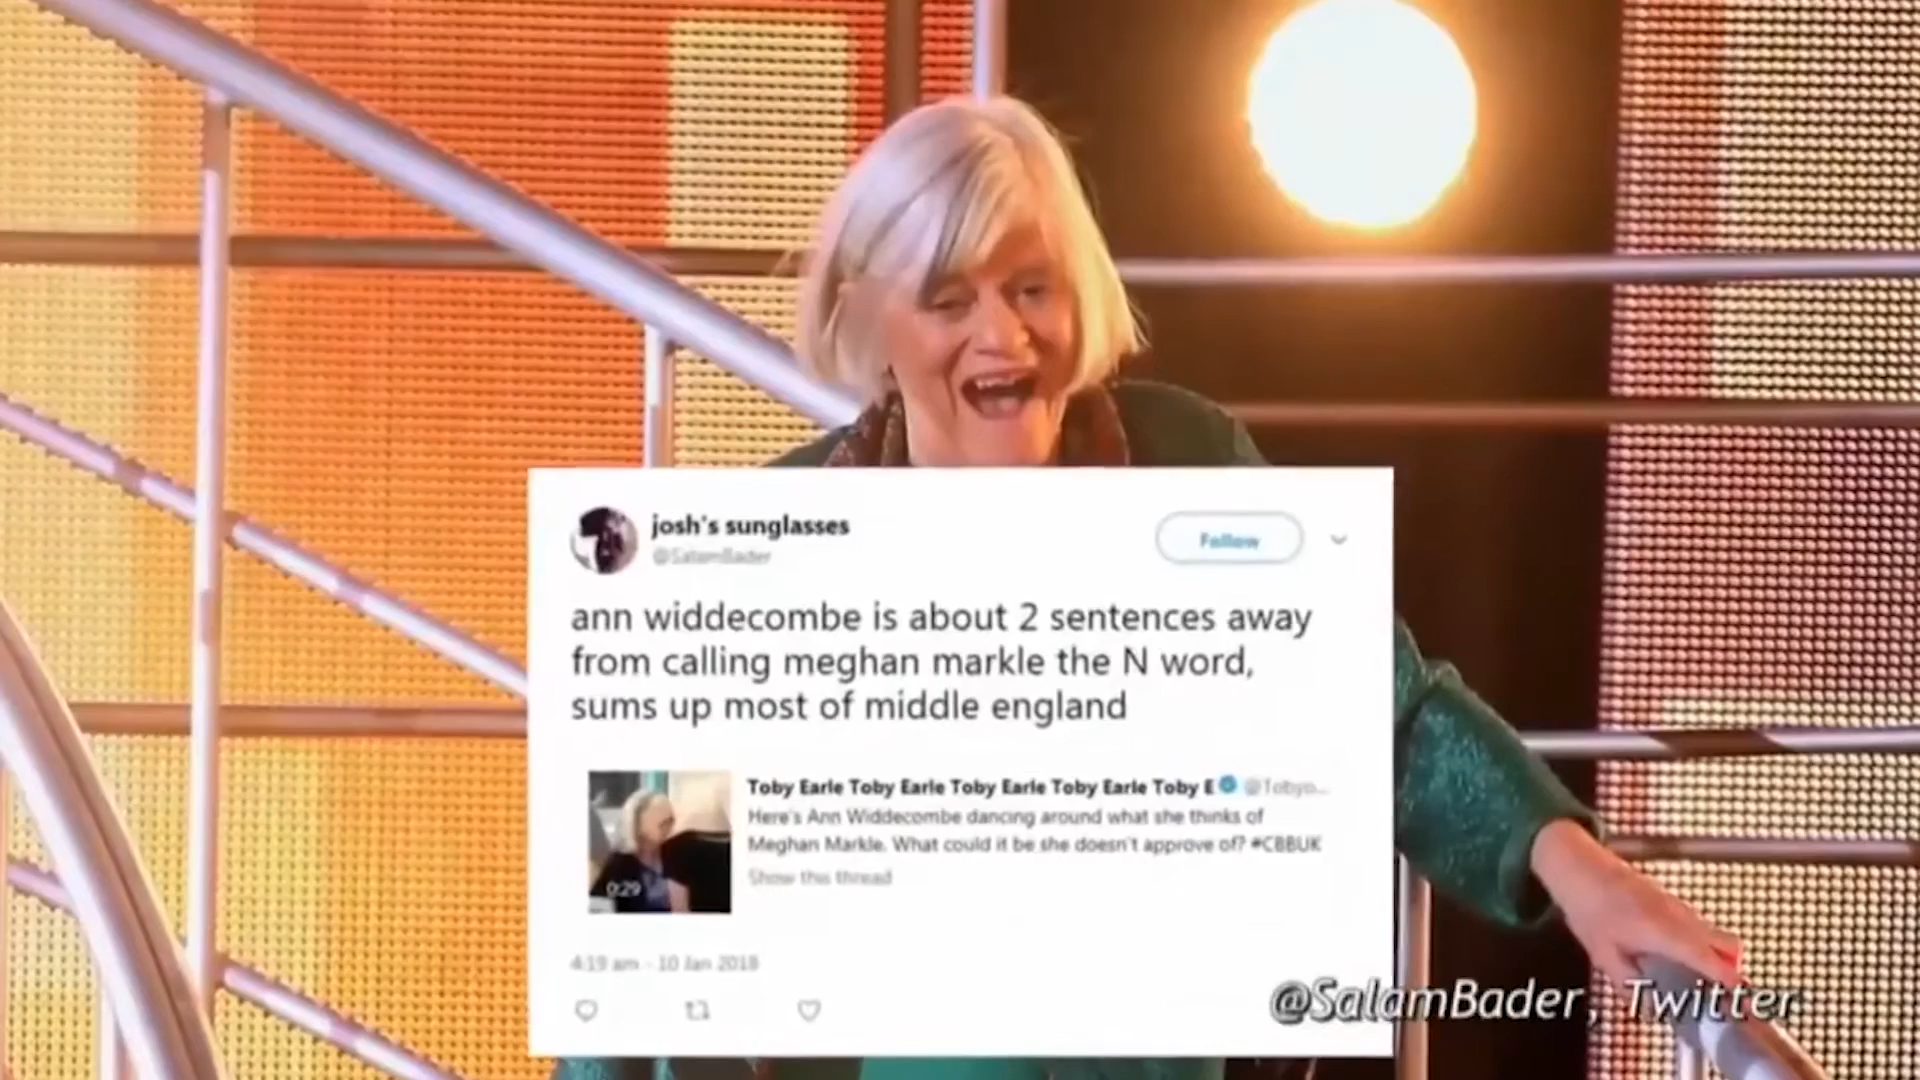 josh's sunglasses
@SalamBader
Follow
ann widdecombe is about 2 sentences away
from calling meghan markle the N word,
sums up most of middle england
Toby Earle Toby Earle Toby Earle Toby Earle Toby E @Tobyo...
Here's Ann Widdecombe dancing around what she thinks of
Meghan Markle. What could it be she doesn't approve of? #CBBUK
Show this thread
0:29
4:19 am - 10 Jan 2018
@SalamBader, Twitter